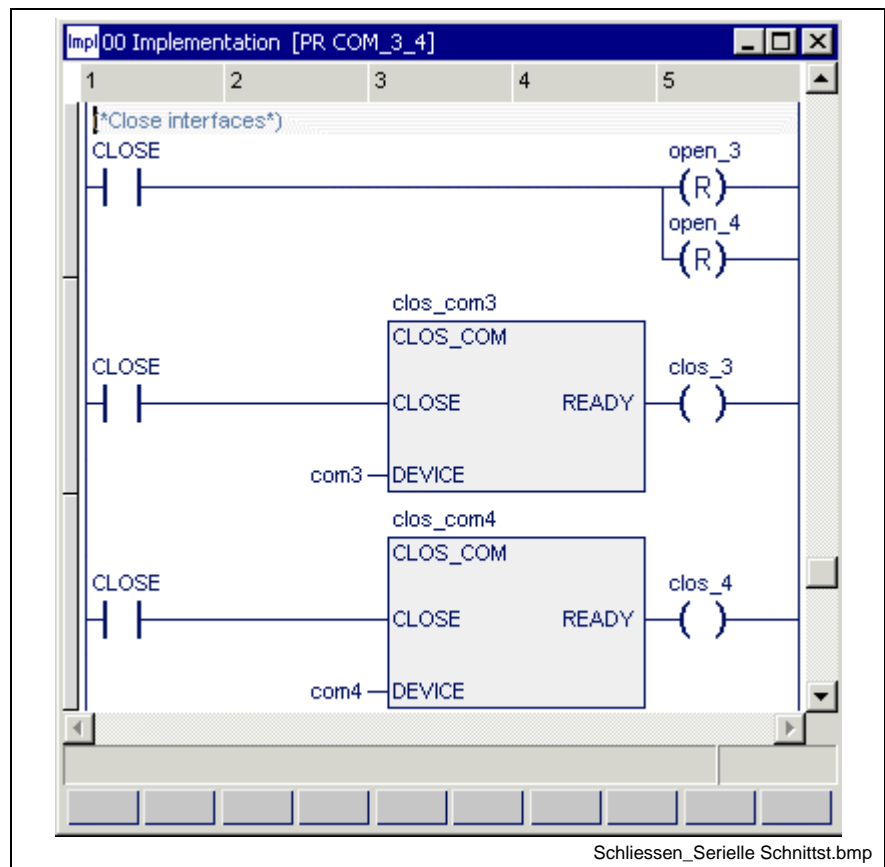 Impl 00 Implementation [PR COM_3_4]
1 2 3 4 5
(*Close interfaces*)
CLOSE open_3
(R)
open_4
(R)
clos_com3
CLOS_COM
CLOSE clos_3
CLOSE READY ( )
com3 DEVICE
clos_com4
CLOS_COM
CLOSE clos_4
CLOSE READY ( )
com4 DEVICE
Schliessen_Serielle Schnittst.bmp